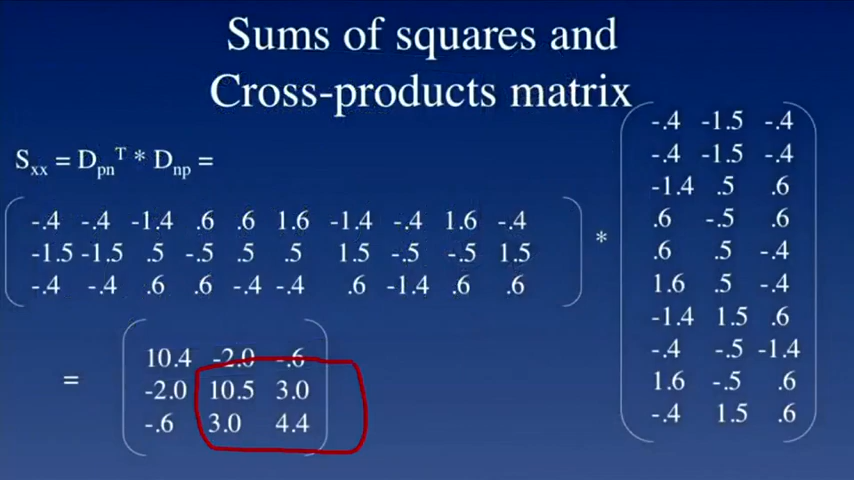 Sums of squares and
Cross-products matrix
S_xx = D_pn^T * D_np =
-.4 -.4 -1.4 .6 .6 1.6 -1.4 -.4 1.6 -.4
-1.5 -1.5 .5 -.5 .5 .5 1.5 -.5 -.5 1.5
-.4 -.4 .6 .6 -.4 -.4 .6 -1.4 .6 .6
*
-.4 -1.5 -.4
-.4 -1.5 -.4
-1.4 .5 .6
.6 -.5 .6
.6 .5 -.4
1.6 .5 -.4
-1.4 1.5 .6
-.4 -.5 -1.4
1.6 -.5 .6
-.4 1.5 .6
=
10.4 -2.0 -.6
-2.0 10.5 3.0
-.6 3.0 4.4